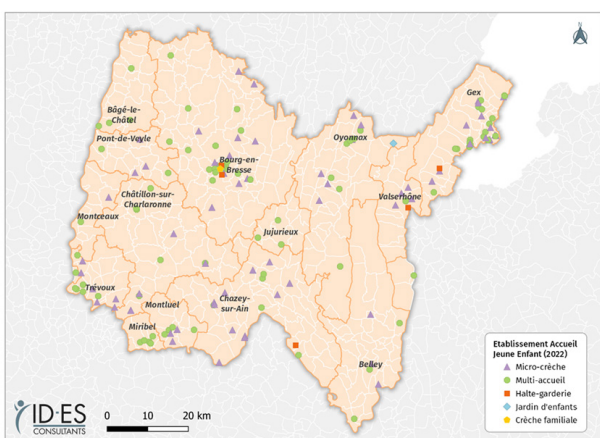 N
Gex
Bâgé-le-
Châtel
Pont-de-Veyle
Oyonnax
Bourg-en-
Bresse
Châtillon-sur-
Charlaronne
Valserhône
Montceaux
Jujurieux
Trévoux
Montluel
Chazey-
sur-Ain
Miribel
Belley
Etablissement Accueil
Jeune Enfant (2022)
Micro-crèche
Multi-accueil
Halte-garderie
Jardin d'enfants
Crèche familiale
ID·ES
CONSULTANTS
0 10 20 km